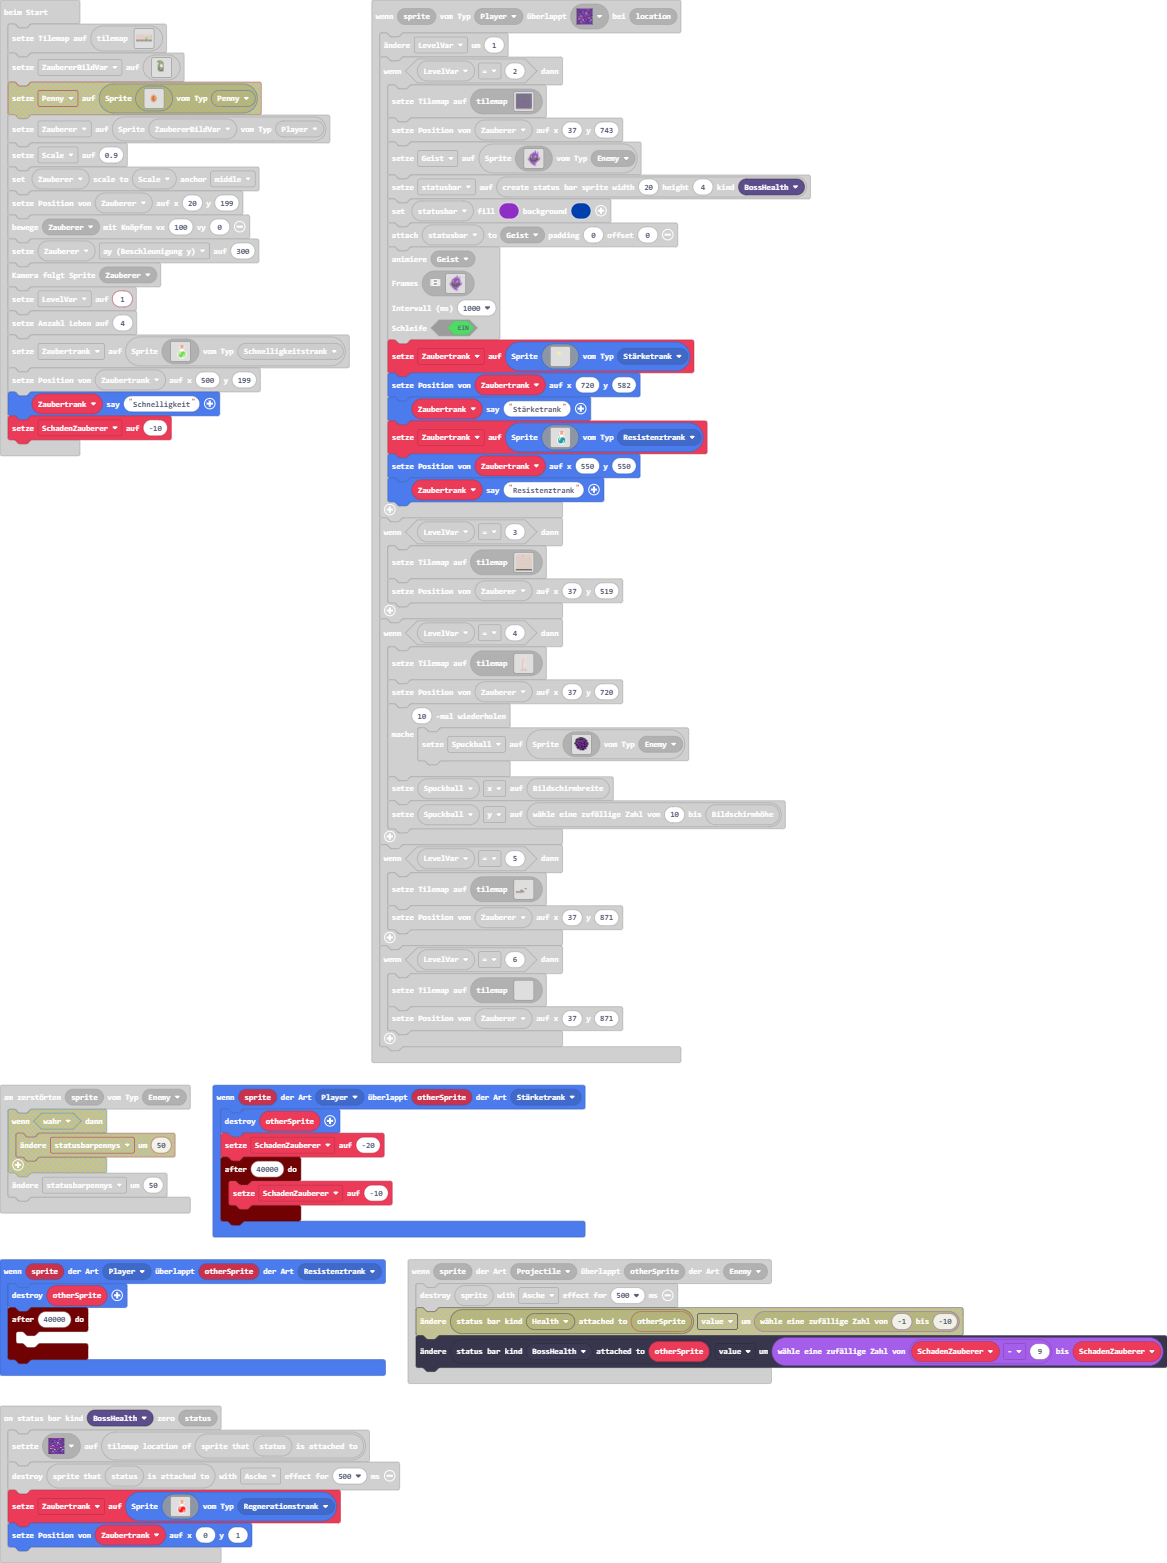 beim Start
setze Tilemap auf tilemap
setze ZaubererBildVar auf
setze Penny auf Sprite vom Typ Penny
setze Zauberer auf Sprite ZaubererBildVar vom Typ Player
setze Scale auf 0.9
set Zauberer scale to Scale anchor middle
setze Position von Zauberer auf x 20 y 199
bewege Zauberer mit Knöpfen vx 100 vy 0
setze Zauberer ay (Beschleunigung y) auf 300
Kamera folgt Sprite Zauberer
setze LevelVar auf 1
setze Anzahl Leben auf 4
setze Zaubertrank auf Sprite vom Typ Schnelligkeitstrank
setze Position von Zaubertrank auf x 500 y 199
Zaubertrank say "Schnelligkeit"
setze SchadenZauberer auf -10
wenn sprite vom Typ Player überlappt bei location
ändere LevelVar um 1
wenn LevelVar = 2 dann
setze Tilemap auf tilemap
setze Position von Zauberer auf x 37 y 743
setze Geist auf Sprite vom Typ Enemy
setze statusbar auf create status bar sprite width 20 height 4 kind BossHealth
set statusbar fill background
attach statusbar to Geist padding 0 offset 0
animiere Geist
Frames
Intervall (ms) 1000
Schleife EIN
setze Zaubertrank auf Sprite vom Typ Stärketrank
setze Position von Zaubertrank auf x 720 y 582
Zaubertrank say "Stärketrank"
setze Zaubertrank auf Sprite vom Typ Resistenztrank
setze Position von Zaubertrank auf x 550 y 550
Zaubertrank say "Resistenztrank"
wenn LevelVar = 3 dann
setze Tilemap auf tilemap
setze Position von Zauberer auf x 37 y 519
wenn LevelVar = 4 dann
setze Tilemap auf tilemap
setze Position von Zauberer auf x 37 y 720
10 -mal wiederholen
mache
setze Spuckball auf Sprite vom Typ Enemy
setze Spuckball x auf Bildschirmbreite
setze Spuckball y auf wähle eine zufällige Zahl von 10 bis Bildschirmhöhe
wenn LevelVar = 5 dann
setze Tilemap auf tilemap
setze Position von Zauberer auf x 37 y 871
wenn LevelVar = 6 dann
setze Tilemap auf tilemap
setze Position von Zauberer auf x 37 y 871
am zerstörten sprite vom Typ Enemy
wenn wahr dann
ändere statusbarpennys um 50
ändere statusbarpennys um 50
wenn sprite der Art Player überlappt otherSprite der Art Stärketrank
destroy otherSprite
setze SchadenZauberer auf -20
after 40000 do
setze SchadenZauberer auf -10
wenn sprite der Art Player überlappt otherSprite der Art Resistenztrank
destroy otherSprite
after 40000 do
wenn sprite der Art Projectile überlappt otherSprite der Art Enemy
destroy sprite with Asche effect for 500 ms
ändere status bar kind Health attached to otherSprite value um wähle eine zufällige Zahl von -1 bis -10
ändere status bar kind BossHealth attached to otherSprite value um wähle eine zufällige Zahl von SchadenZauberer - 9 bis SchadenZauberer
on status bar kind BossHealth zero status
setzte auf tilemap location of sprite that status is attached to
destroy sprite that status is attached to with Asche effect for 500 ms
setze Zaubertrank auf Sprite vom Typ Regnerationstrank
setze Position von Zaubertrank auf x 0 y 1